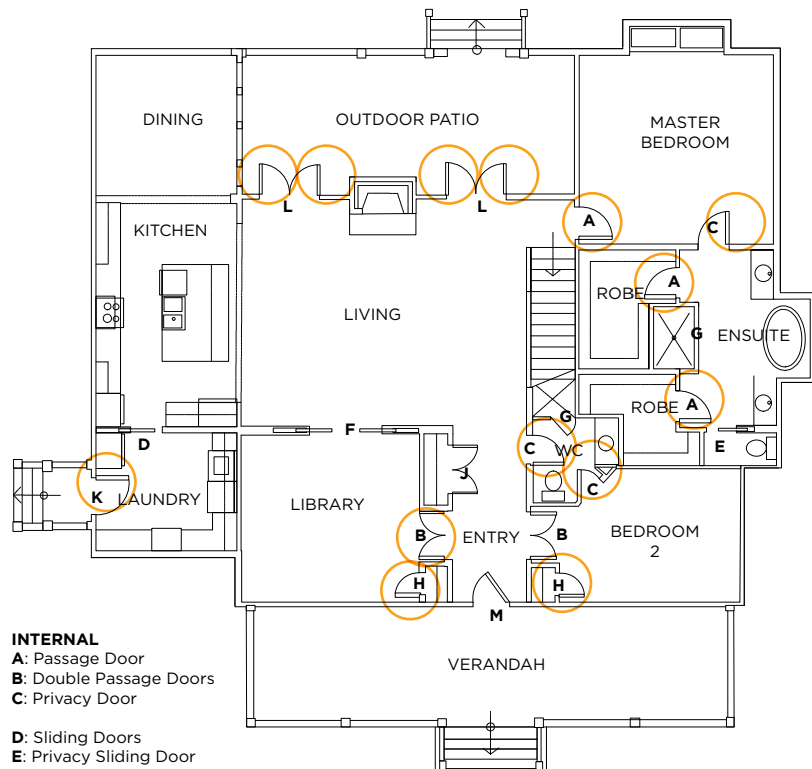 DINING
OUTDOOR PATIO
MASTER
BEDROOM
L
L
A
C
KITCHEN
A
ROBE
LIVING
G
ENSUITE
A
ROBE
G
F
D
E
C
WC
J
C
K
LAUNDRY
LIBRARY
B
ENTRY
B
BEDROOM
2
H
H
M
VERANDAH
INTERNAL
A: Passage Door
B: Double Passage Doors
C: Privacy Door
D: Sliding Doors
E: Privacy Sliding Door